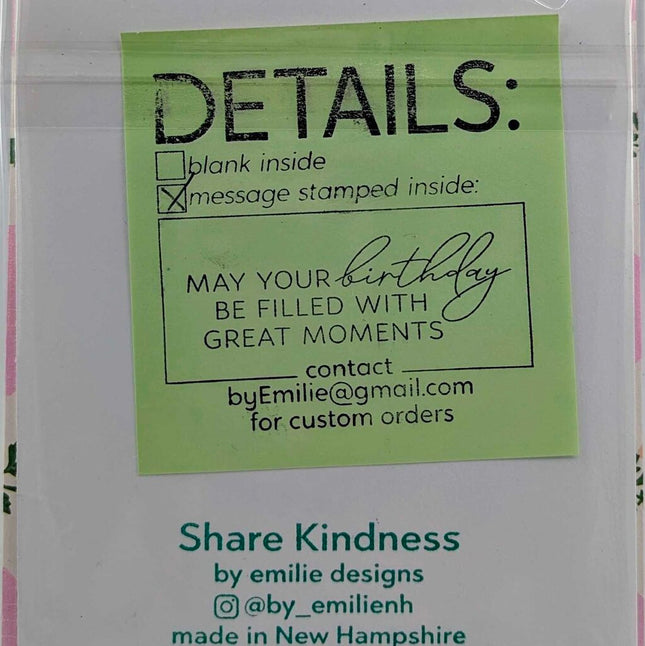 DETAILS:
blank inside
message stamped inside:
MAY YOUR birthday
BE FILLED WITH
GREAT MOMENTS
contact
byEmilie@gmail.com
for custom orders
Share Kindness
by emilie designs
@by_emilienh
made in New Hampshire